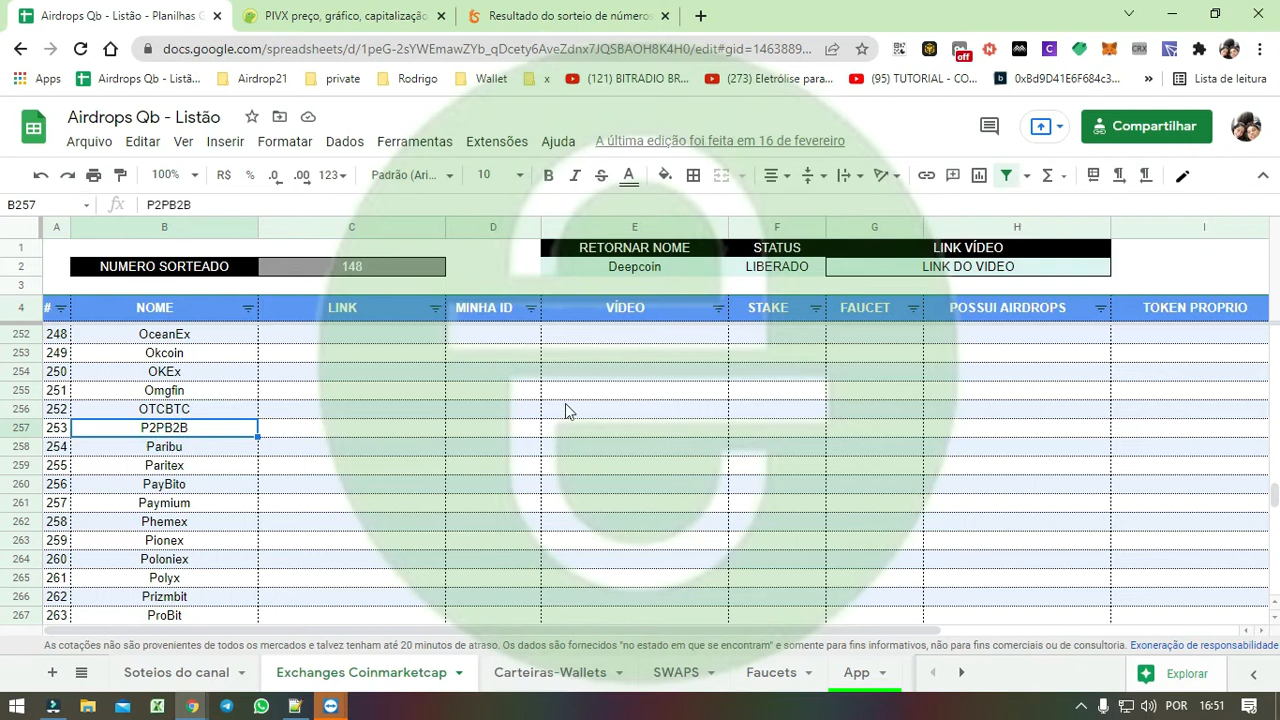 Airdrops Qb - Listão - Planilhas G
PIVX preço, gráfico, capitalização
Resultado do sorteio de números
docs.google.com/spreadsheets/d/1peG-2sYWEmawZYb_qDcety6AveZdnx7JQSBAOH8K4H0/edit#gid=1463889...
off
CRX
Apps
Airdrops Qb - Listã...
Airdrop21
private
Rodrigo
Wallet
x
(121) BITRADIO BR...
(273) Eletrólise para...
(95) TUTORIAL - CO...
0xBd9D41E6F684c3...
»
Lista de leitura
Airdrops Qb - Listão
Compartilhar
Arquivo Editar Ver Inserir Formatar Dados Ferramentas Extensões Ajuda A última edição foi feita em 16 de fevereiro
100% R$ % .0 .00 123 Padrão (Ari... 10 B I S A
B257 fx P2PB2B
A B C D E F G H I
1 RETORNAR NOME STATUS LINK VÍDEO
2 NUMERO SORTEADO 148 Deepcoin LIBERADO LINK DO VIDEO
3
4 # NOME LINK MINHA ID VÍDEO STAKE FAUCET POSSUI AIRDROPS TOKEN PROPRIO
252 248 OceanEx
253 249 Okcoin
254 250 OKEx
255 251 Omgfin
256 252 OTCBTC
257 253 P2PB2B
258 254 Paribu
259 255 Paritex
260 256 PayBito
261 257 Paymium
262 258 Phemex
263 259 Pionex
264 260 Poloniex
265 261 Polyx
266 262 Prizmbit
267 263 ProBit
As cotações não são provenientes de todos os mercados e talvez tenham até 20 minutos de atraso. Os dados são fornecidos "no estado em que se encontram" e somente para fins informativos, não para fins comerciais ou de consultoria. Exoneração de responsabilidade
Soteios do canal
Exchanges Coinmarketcap
Carteiras-Wallets
SWAPS
Faucets
App
Explorar
POR 16:51